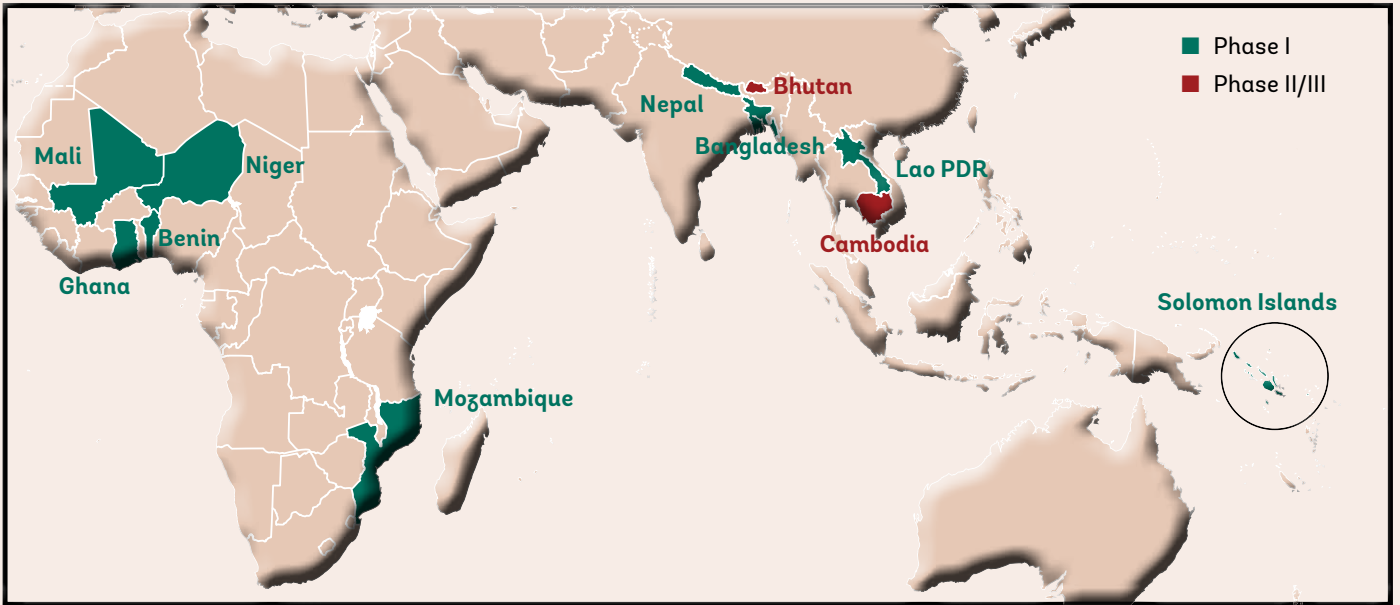 Phase I
Phase II/III
Bhutan
Nepal
Bangladesh
Mali
Niger
Lao PDR
Benin
Cambodia
Ghana
Solomon Islands
Mozambique